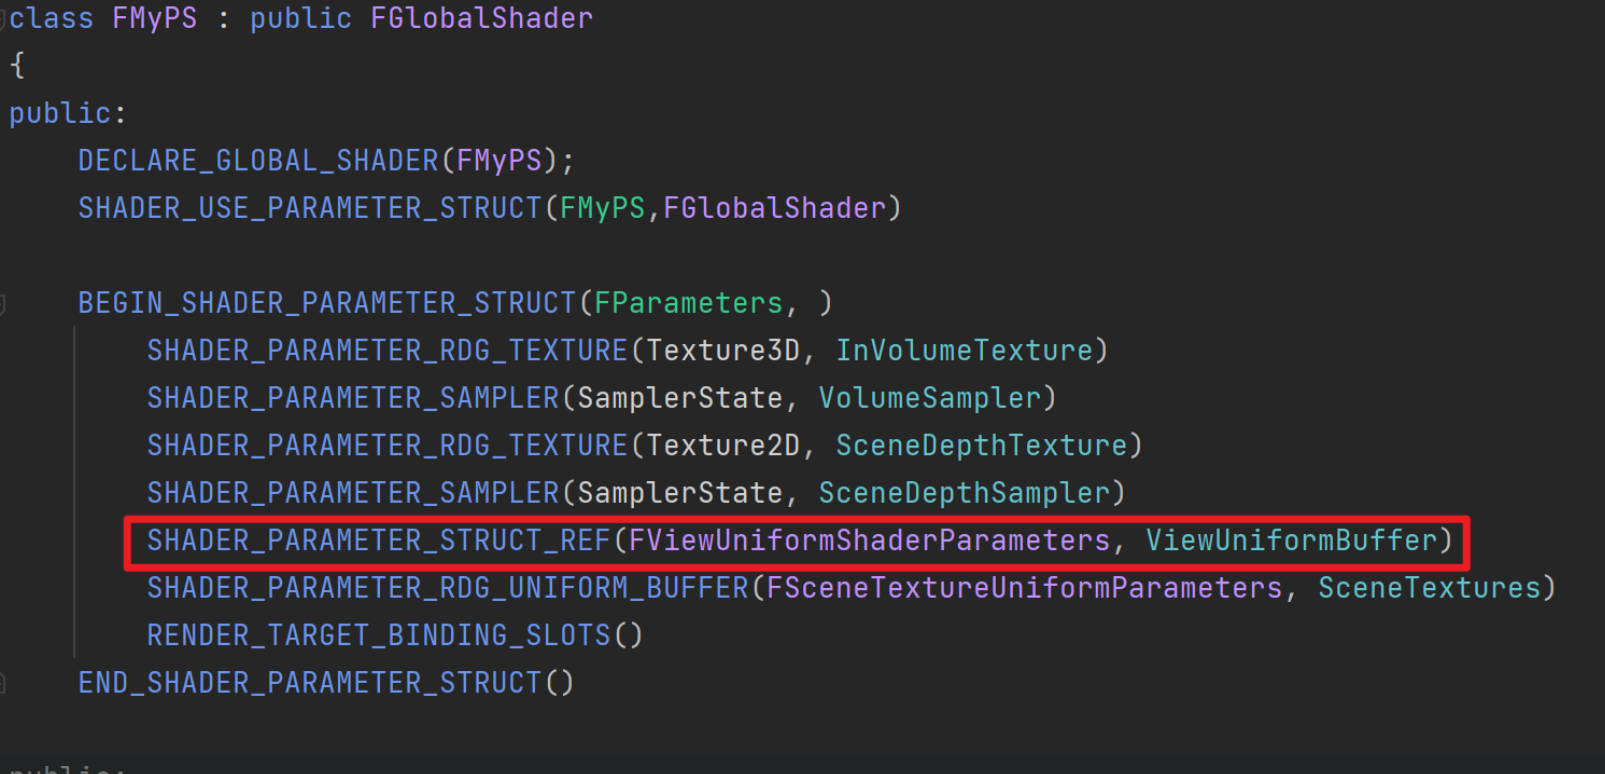 class FMyPS : public FGlobalShader
{
public:
DECLARE_GLOBAL_SHADER(FMyPS);
SHADER_USE_PARAMETER_STRUCT(FMyPS,FGlobalShader)
BEGIN_SHADER_PARAMETER_STRUCT(FParameters, )
SHADER_PARAMETER_RDG_TEXTURE(Texture3D, InVolumeTexture)
SHADER_PARAMETER_SAMPLER(SamplerState, VolumeSampler)
SHADER_PARAMETER_RDG_TEXTURE(Texture2D, SceneDepthTexture)
SHADER_PARAMETER_SAMPLER(SamplerState, SceneDepthSampler)
SHADER_PARAMETER_STRUCT_REF(FViewUniformShaderParameters, ViewUniformBuffer)
SHADER_PARAMETER_RDG_UNIFORM_BUFFER(FSceneTextureUniformParameters, SceneTextures)
RENDER_TARGET_BINDING_SLOTS()
END_SHADER_PARAMETER_STRUCT()
public: